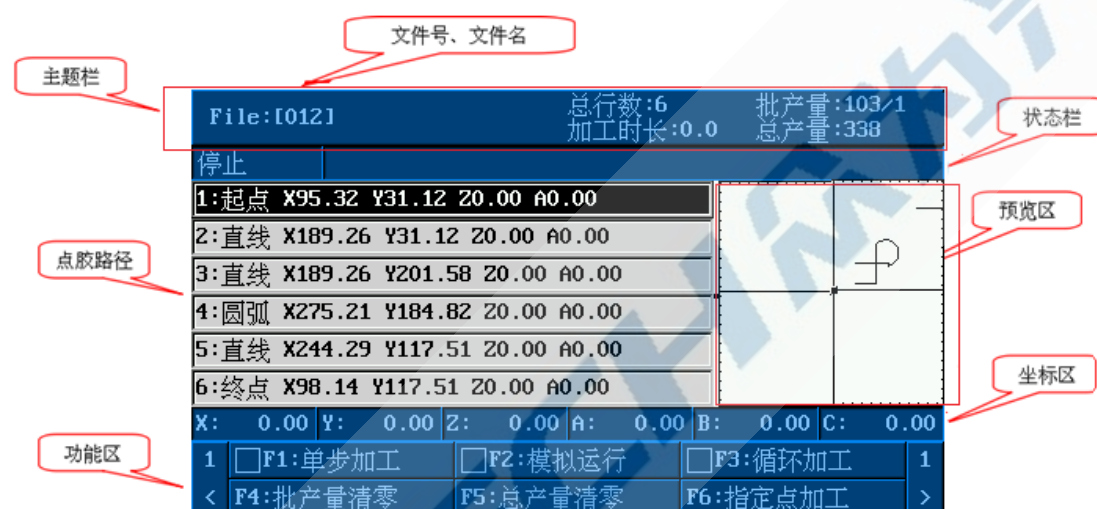 文件号、文件名
主题栏
File:[012]
总行数:6
批产量:103/1
加工时长:0.0
总产量:338
状态栏
停止
1:起点 X95.32 Y31.12 Z0.00 A0.00
预览区
2:直线 X189.26 Y31.12 Z0.00 A0.00
点胶路径
3:直线 X189.26 Y201.58 Z0.00 A0.00
4:圆弧 X275.21 Y184.82 Z0.00 A0.00
5:直线 X244.29 Y117.51 Z0.00 A0.00
坐标区
6:终点 X98.14 Y117.51 Z0.00 A0.00
X: 0.00 Y: 0.00 Z: 0.00 A: 0.00 B: 0.00 C: 0.00
功能区
1 F1:单步加工 F2:模拟运行 F3:循环加工 1
< F4:批产量清零 F5:总产量清零 F6:指定点加工 >